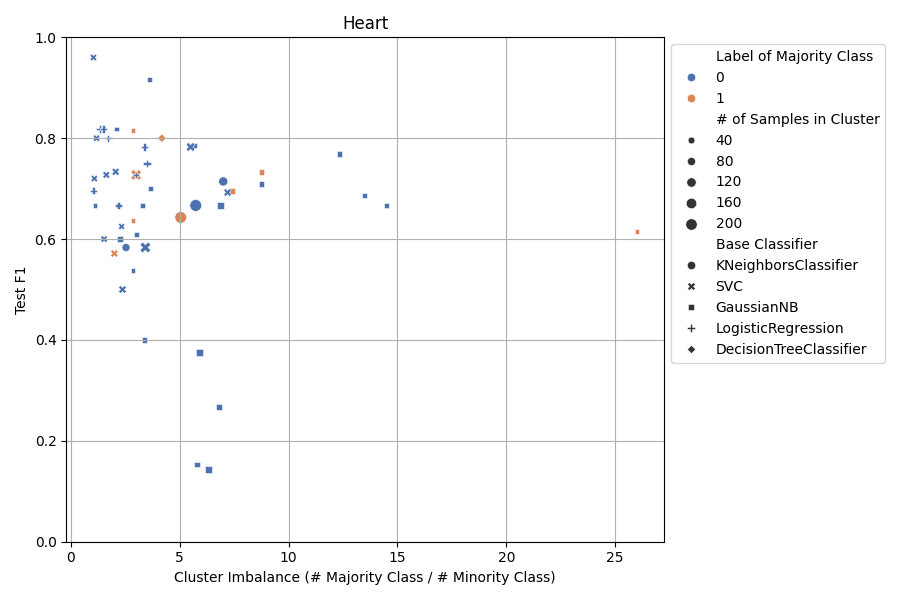 Heart
Test F1
1.0
0.8
0.6
0.4
0.2
0.0
0 5 10 15 20 25
Cluster Imbalance (# Majority Class / # Minority Class)
Label of Majority Class
0
1
# of Samples in Cluster
40
80
120
160
200
Base Classifier
KNeighborsClassifier
SVC
GaussianNB
LogisticRegression
DecisionTreeClassifier